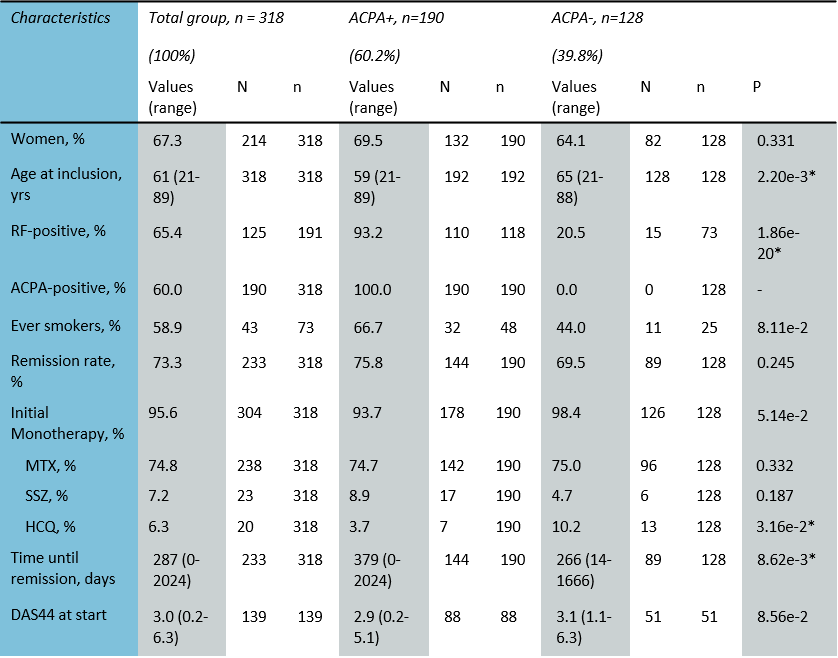 Characteristics Total group, n = 318 ACPA+, n=190 ACPA-, n=128
(100%) (60.2%) (39.8%)
Values (range) N n Values (range) N n Values (range) N n P
Women, % 67.3 214 318 69.5 132 190 64.1 82 128 0.331
Age at inclusion, yrs 61 (21-89) 318 318 59 (21-89) 192 192 65 (21-88) 128 128 2.20e-3*
RF-positive, % 65.4 125 191 93.2 110 118 20.5 15 73 1.86e-20*
ACPA-positive, % 60.0 190 318 100.0 190 190 0.0 0 128 -
Ever smokers, % 58.9 43 73 66.7 32 48 44.0 11 25 8.11e-2
Remission rate, % 73.3 233 318 75.8 144 190 69.5 89 128 0.245
Initial Monotherapy, % 95.6 304 318 93.7 178 190 98.4 126 128 5.14e-2
MTX, % 74.8 238 318 74.7 142 190 75.0 96 128 0.332
SSZ, % 7.2 23 318 8.9 17 190 4.7 6 128 0.187
HCQ, % 6.3 20 318 3.7 7 190 10.2 13 128 3.16e-2*
Time until remission, days 287 (0-2024) 233 318 379 (0-2024) 144 190 266 (14-1666) 89 128 8.62e-3*
DAS44 at start 3.0 (0.2-6.3) 139 139 2.9 (0.2-5.1) 88 88 3.1 (1.1-6.3) 51 51 8.56e-2